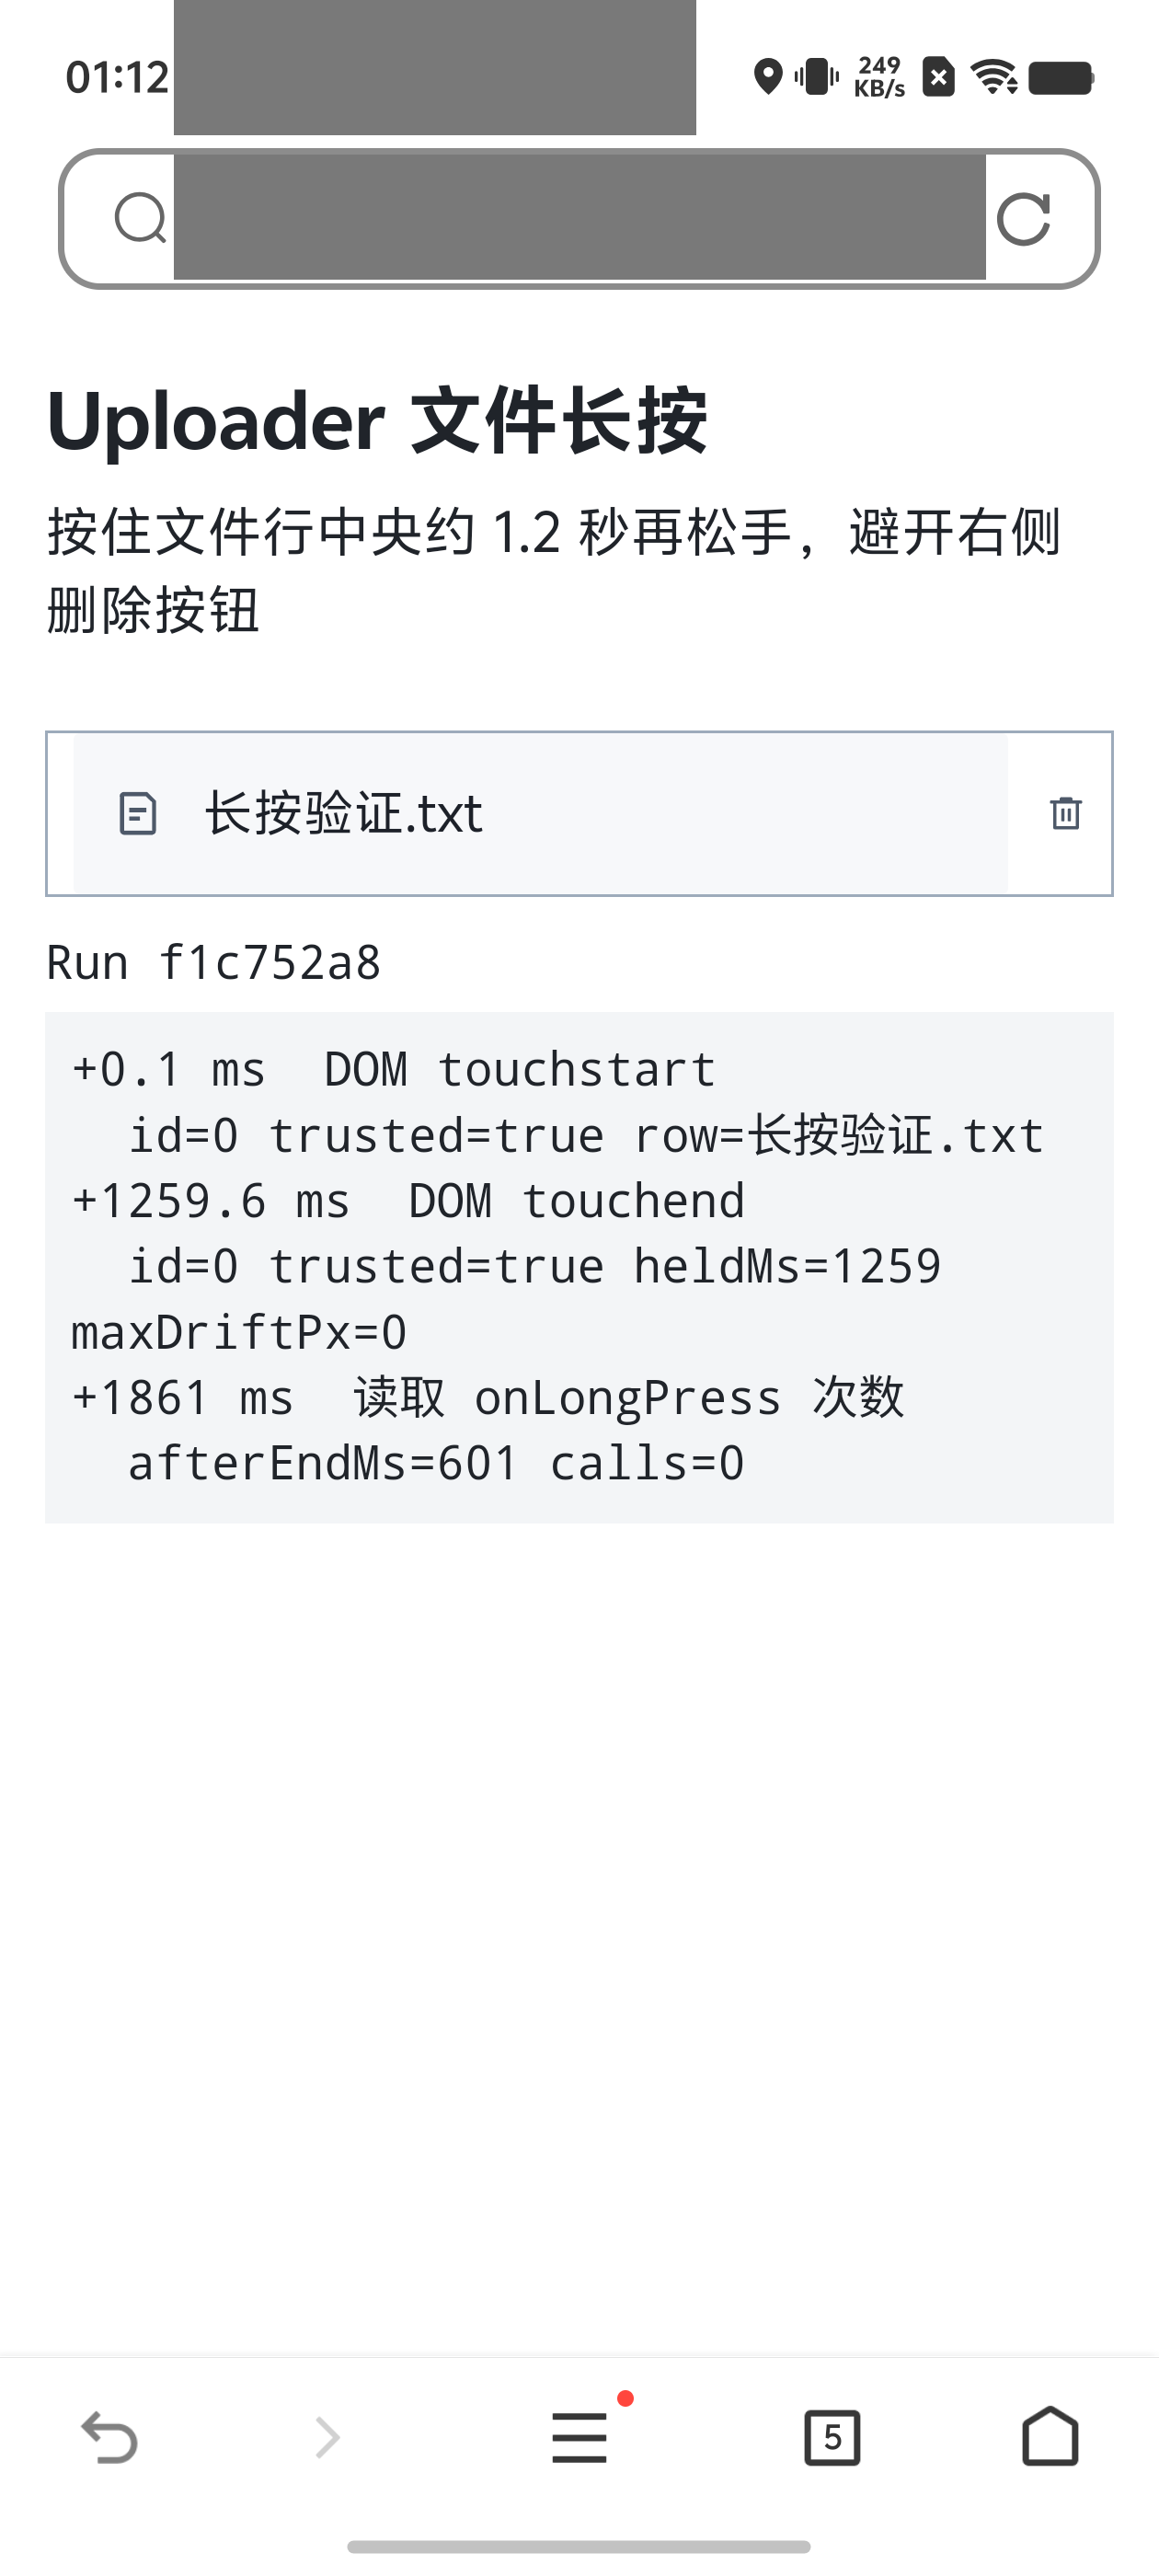 01:12
249
KB/s
Uploader 文件长按
按住文件行中央约 1.2 秒再松手，避开右侧
删除按钮
长按验证.txt
Run f1c752a8
+0.1 ms  DOM touchstart
  id=0 trusted=true row=长按验证.txt
+1259.6 ms  DOM touchend
  id=0 trusted=true heldMs=1259
maxDriftPx=0
+1861 ms  读取 onLongPress 次数
  afterEndMs=601 calls=0
5